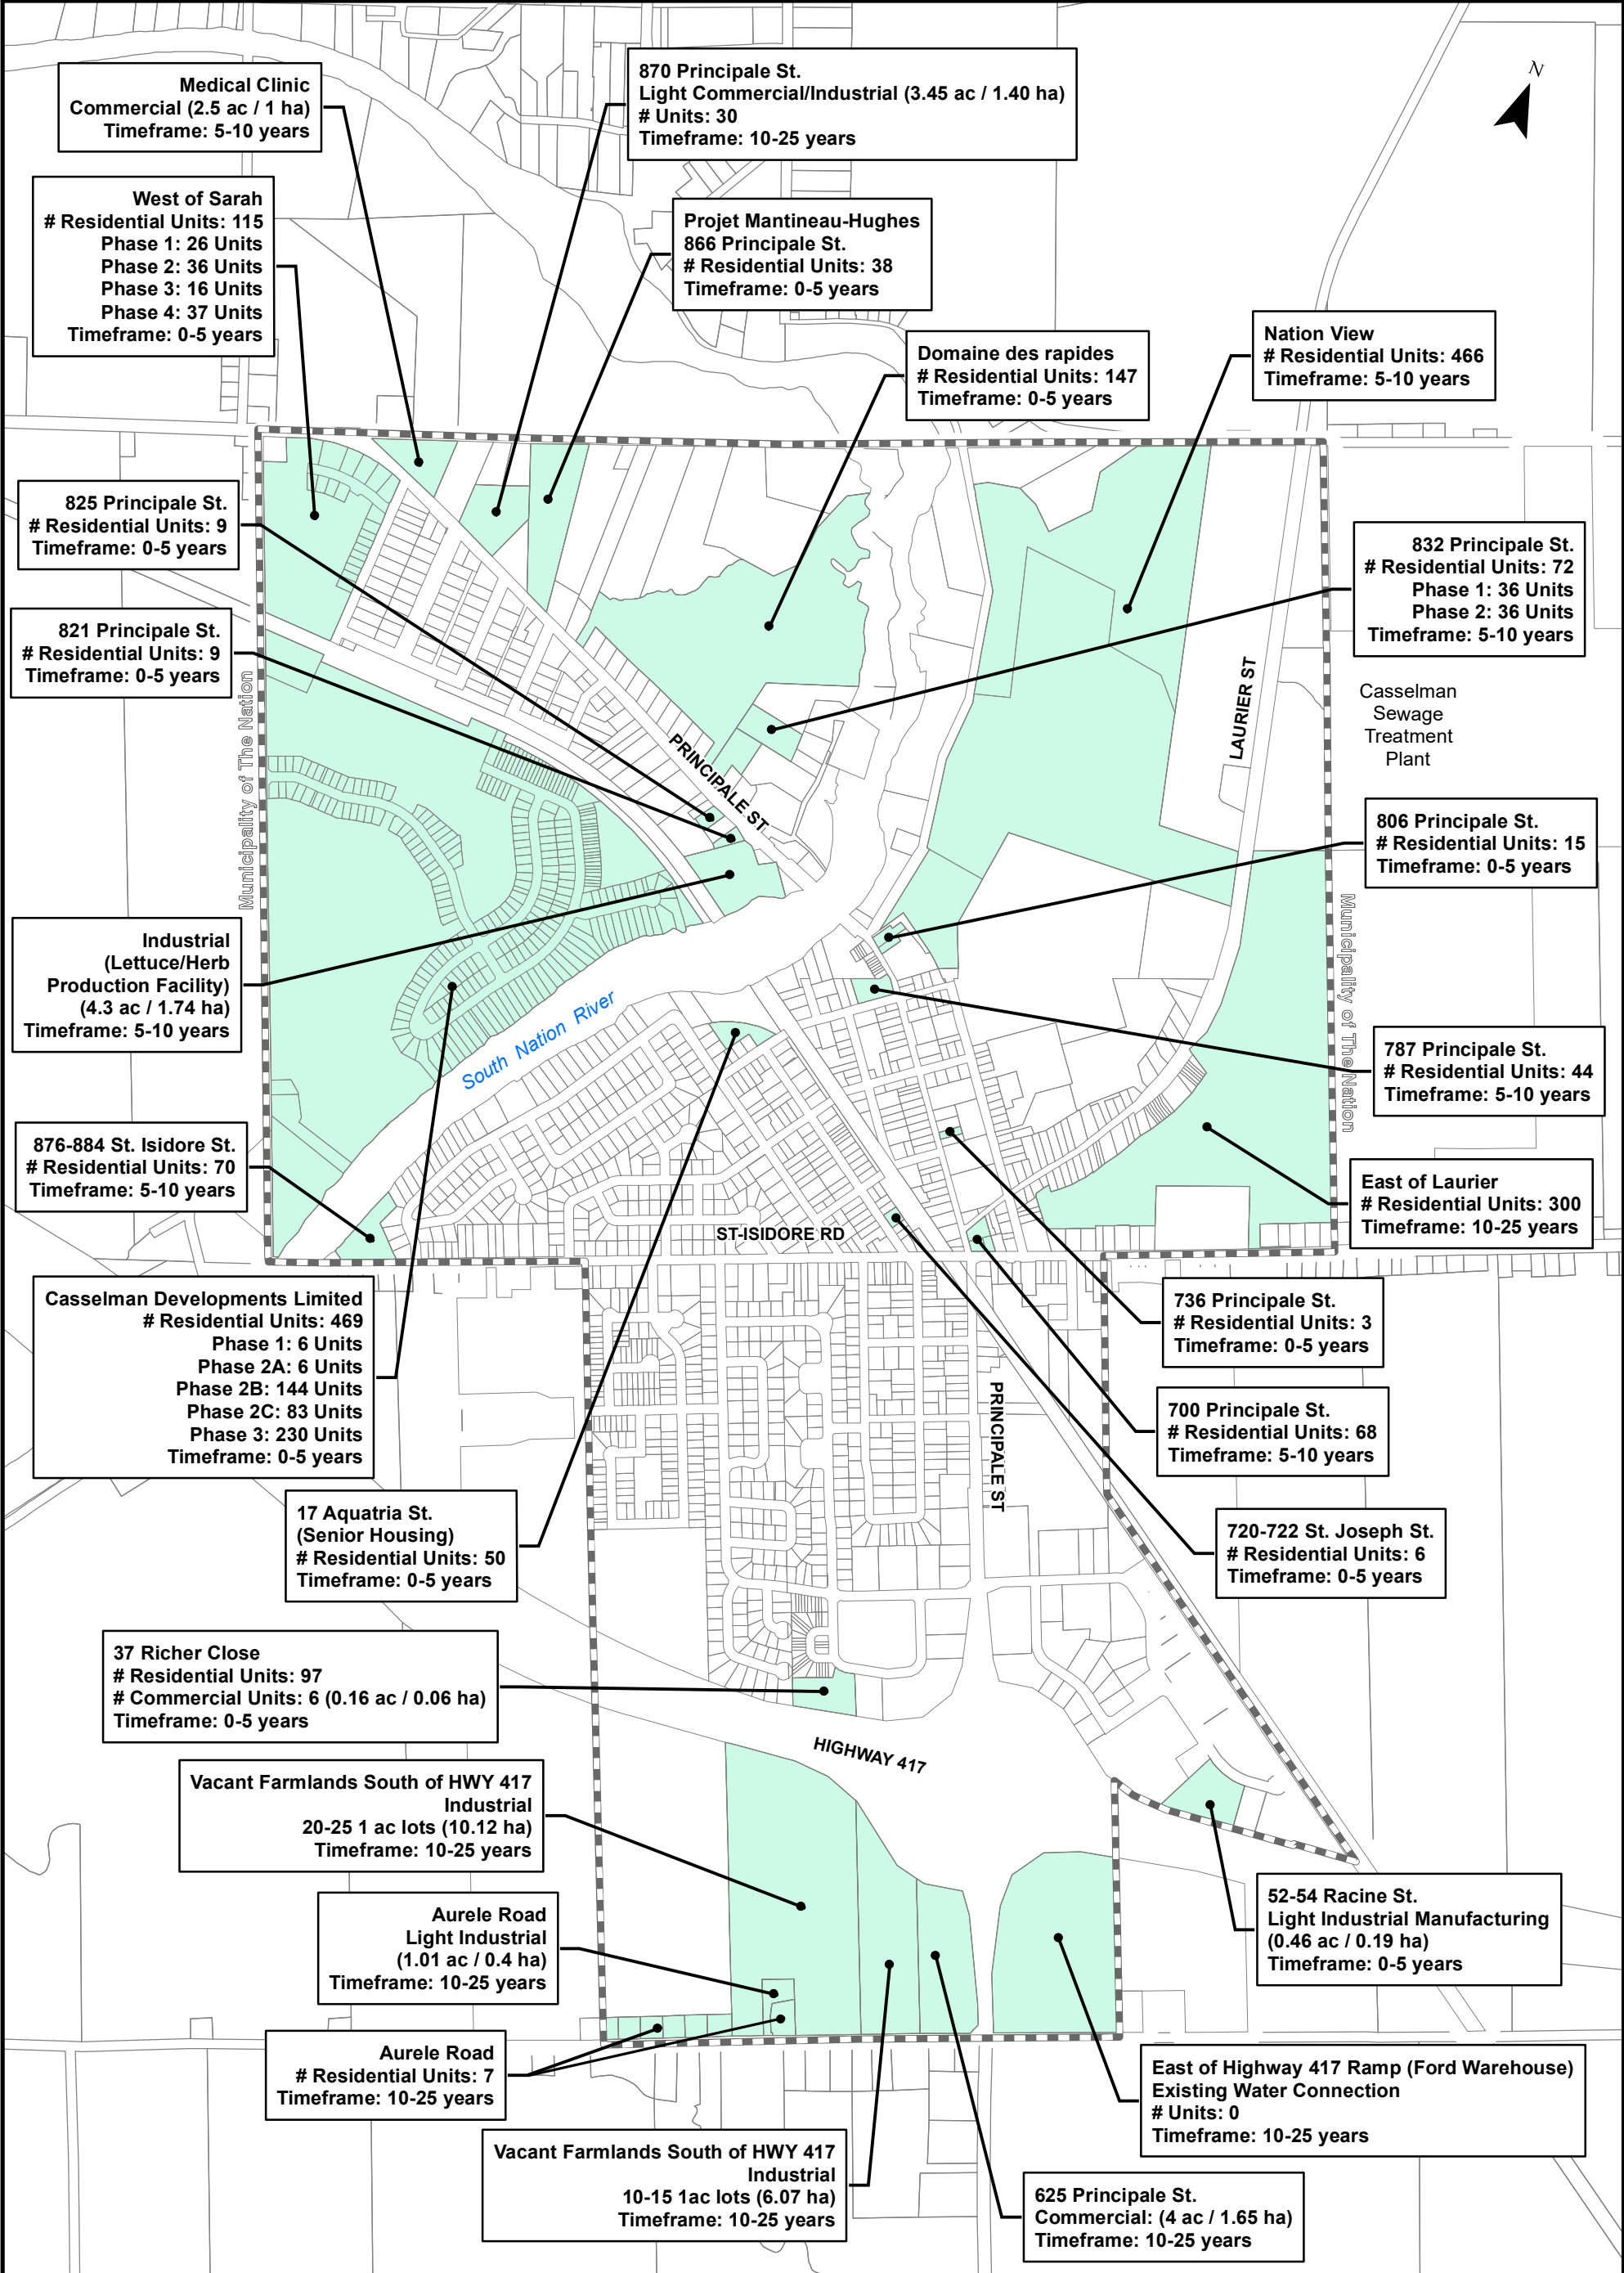 Medical Clinic
Commercial (2.5 ac / 1 ha)
Timeframe: 5-10 years
870 Principale St.
Light Commercial/Industrial (3.45 ac / 1.40 ha)
# Units: 30
Timeframe: 10-25 years
N
West of Sarah
# Residential Units: 115
Phase 1: 26 Units
Phase 2: 36 Units
Phase 3: 16 Units
Phase 4: 37 Units
Timeframe: 0-5 years
Projet Mantineau-Hughes
866 Principale St.
# Residential Units: 38
Timeframe: 0-5 years
Domaine des rapides
# Residential Units: 147
Timeframe: 0-5 years
Nation View
# Residential Units: 466
Timeframe: 5-10 years
825 Principale St.
# Residential Units: 9
Timeframe: 0-5 years
832 Principale St.
# Residential Units: 72
Phase 1: 36 Units
Phase 2: 36 Units
Timeframe: 5-10 years
821 Principale St.
# Residential Units: 9
Timeframe: 0-5 years
Municipality of The Nation
PRINCIPALE ST
LAURIER ST
Casselman
Sewage
Treatment
Plant
806 Principale St.
# Residential Units: 15
Timeframe: 0-5 years
Industrial
(Lettuce/Herb
Production Facility)
(4.3 ac / 1.74 ha)
Timeframe: 5-10 years
South Nation River
Municipality of The Nation
787 Principale St.
# Residential Units: 44
Timeframe: 5-10 years
876-884 St. Isidore St.
# Residential Units: 70
Timeframe: 5-10 years
East of Laurier
# Residential Units: 300
Timeframe: 10-25 years
ST-ISIDORE RD
Casselman Developments Limited
# Residential Units: 469
Phase 1: 6 Units
Phase 2A: 6 Units
Phase 2B: 144 Units
Phase 2C: 83 Units
Phase 3: 230 Units
Timeframe: 0-5 years
736 Principale St.
# Residential Units: 3
Timeframe: 0-5 years
PRINCIPALE ST
700 Principale St.
# Residential Units: 68
Timeframe: 5-10 years
17 Aquatria St.
(Senior Housing)
# Residential Units: 50
Timeframe: 0-5 years
720-722 St. Joseph St.
# Residential Units: 6
Timeframe: 0-5 years
37 Richer Close
# Residential Units: 97
# Commercial Units: 6 (0.16 ac / 0.06 ha)
Timeframe: 0-5 years
HIGHWAY 417
Vacant Farmlands South of HWY 417
Industrial
20-25 1 ac lots (10.12 ha)
Timeframe: 10-25 years
52-54 Racine St.
Light Industrial Manufacturing
(0.46 ac / 0.19 ha)
Timeframe: 0-5 years
Aurele Road
Light Industrial
(1.01 ac / 0.4 ha)
Timeframe: 10-25 years
Aurele Road
# Residential Units: 7
Timeframe: 10-25 years
East of Highway 417 Ramp (Ford Warehouse)
Existing Water Connection
# Units: 0
Timeframe: 10-25 years
Vacant Farmlands South of HWY 417
Industrial
10-15 1ac lots (6.07 ha)
Timeframe: 10-25 years
625 Principale St.
Commercial: (4 ac / 1.65 ha)
Timeframe: 10-25 years